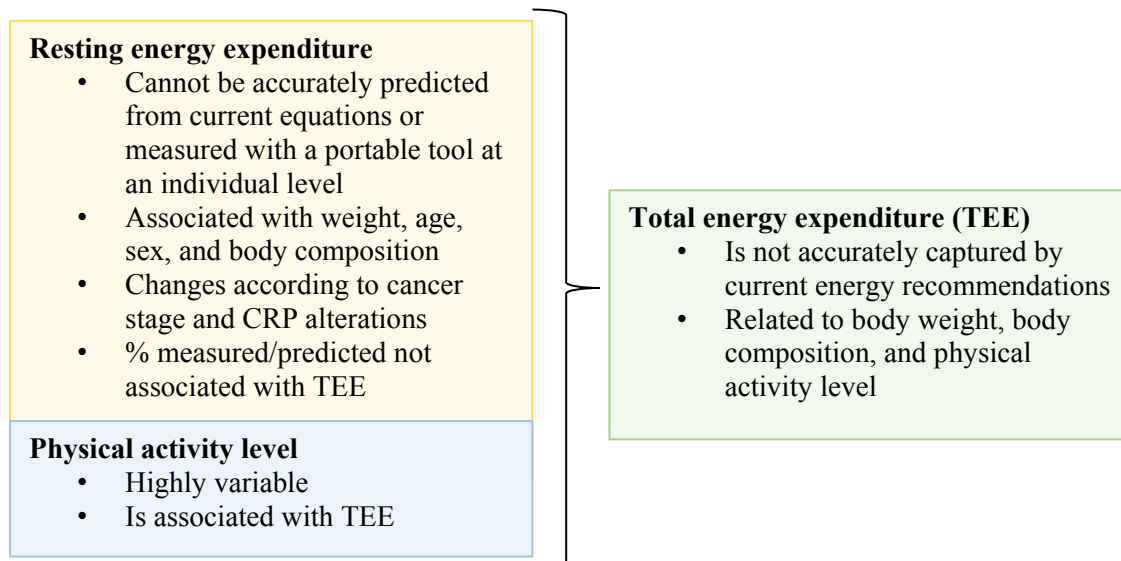 Resting energy expenditure
• Cannot be accurately predicted
from current equations or
measured with a portable tool at
an individual level
• Associated with weight, age,
sex, and body composition
• Changes according to cancer
stage and CRP alterations
• % measured/predicted not
associated with TEE
Physical activity level
• Highly variable
• Is associated with TEE
Total energy expenditure (TEE)
• Is not accurately captured by
current energy recommendations
• Related to body weight, body
composition, and physical
activity level